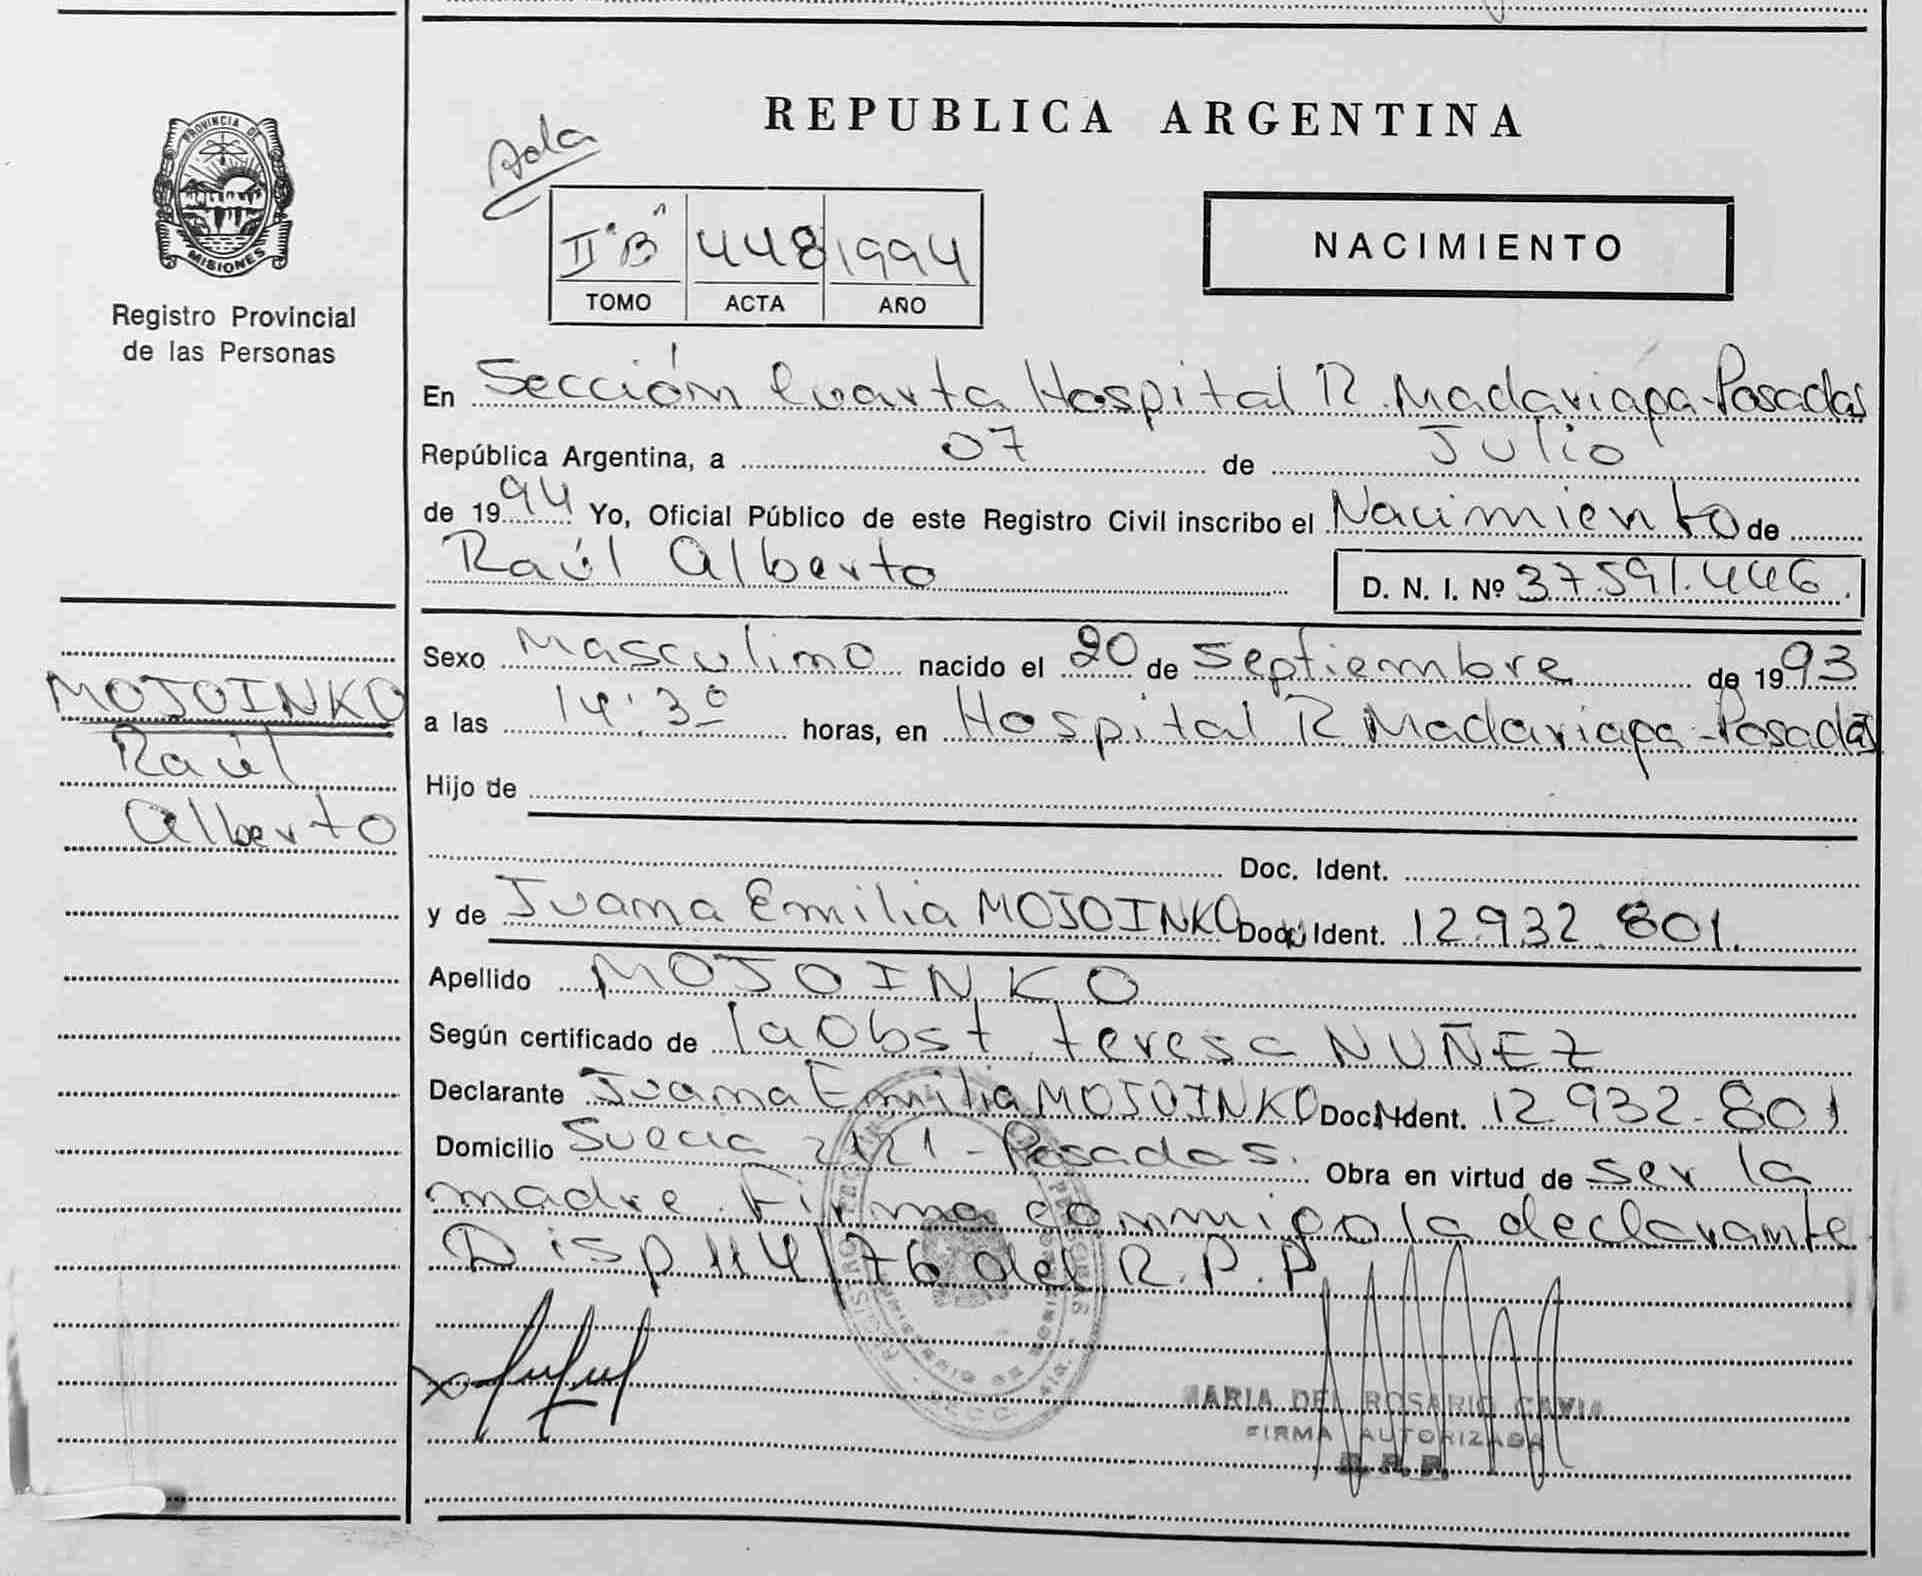 PROVINCIA DE
MISIONES
Registro Provincial
de las Personas
MOJOINKO
Raúl
Alberto
REPUBLICA ARGENTINA
II°"B" 448 1994
TOMO ACTA AÑO
NACIMIENTO
En Sección Cuarta Hospital R. Madariaga-Posadas
República Argentina, a 07 de Julio
de 1994 Yo, Oficial Público de este Registro Civil inscribo el Nacimiento de
Raúl Alberto D. N. I. Nº 37.591.446.
Sexo Masculino nacido el 20 de Septiembre de 1993
a las 14:30 horas, en Hospital R Madariaga-Posadas
Hijo de
Doc. Ident.
y de Juana Emilia MOJOINKO Doc. Ident. 12.932.801.
Apellido MOJOINKO
Según certificado de la Obst. Teresa NUÑEZ
Declarante Juana Emilia MOJOINKO Doc. Ident. 12.932.801
Domicilio Suecia 2121 - Posadas. Obra en virtud de ser la
madre. Firma conmigo la declarante
Disp 114/76 del R.P.P
MARIA DEL ROSARIO CAVIA
FIRMA AUTORIZADA